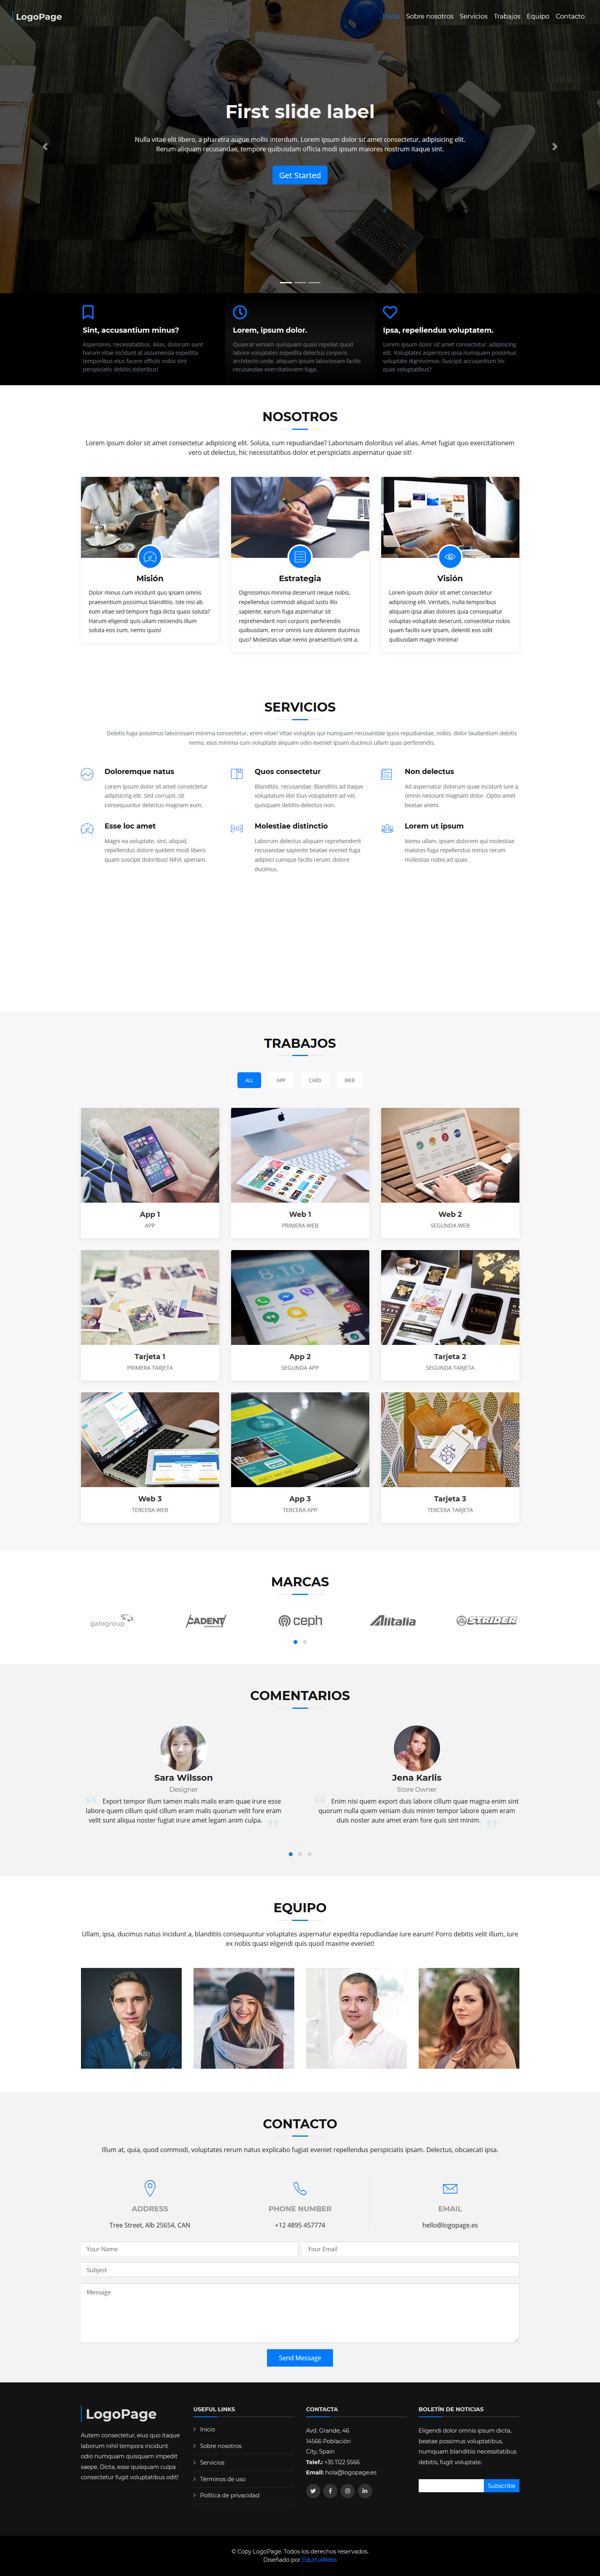 LogoPage
Inicio Sobre nosotros Servicios Trabajos Equipo Contacto
First slide label
Nulla vitae elit libero, a pharetra augue mollis interdum. Lorem ipsum dolor sit amet consectetur, adipisicing elit.
Rerum aliquam recusandae, tempore quibusdam officia modi ipsum maiores nostrum itaque sint.
Get Started
Sint, accusantium minus?
Asperiores, necessitatibus. Alias, dolorum sunt
harum vitae incidunt at assumenda expedita
temporibus eius facere officiis nobis sint
perspiciatis debitis doloribus!
Lorem, ipsum dolor.
Quaerat veniam quisquam quasi repellat quod
labore voluptates expedita delectus corporis
architecto unde, aliquam ipsum laboriosam facilis
recusandae exercitationem fuga.
Ipsa, repellendus voluptatem.
Lorem ipsum dolor sit amet consectetur, adipisicing
elit. Voluptates asperiores ipsa numquam possimus
voluptate dignissimos. Suscipit accusantium hic
quas voluptatibus?
NOSOTROS
Lorem ipsum dolor sit amet consectetur adipisicing elit. Soluta, cum repudiandae? Laboriosam doloribus vel alias. Amet fugiat quo exercitationem
vero ut delectus, hic necessitatibus dolor et perspiciatis aspernatur quae sit!
Misión
Dolor minus cum incidunt quo ipsam omnis
praesentium possimus blanditiis. Iste nisi ab
eum vitae sed tempore fuga dicta quasi soluta?
Harum eligendi quis ullam reiciendis illum
soluta eos cum, nemo quos!
Estrategia
Dignissimos minima deserunt neque nobis,
repellendus commodi aliquid iusto illo
sapiente, earum fuga aspernatur sit
reprehenderit non corporis perferendis
quibusdam, error omnis iure dolorem ducimus
quo? Molestias vitae nemo praesentium sint a.
Visión
Lorem ipsum dolor sit amet consectetur
adipisicing elit. Veritatis, nulla temporibus
aliquam ipsa alias dolores quia consequatur
voluptas voluptate deserunt, consectetur nobis
quam facilis iure ipsam, deleniti eos odit
quibusdam magni minima!
SERVICIOS
Debitis fuga possimus laboriosam minima consectetur, enim vitae! Vitae voluptas qui numquam recusandae quos repudiandae, nobis, dolor laudantium debitis
nemo, eius minima cum voluptate aliquam odio eveniet ipsam ducimus ullam quas perferendis.
Doloremque natus
Lorem ipsum dolor sit amet consectetur
adipisicing elit. Sed corrupti, sit
consequuntur delectus magnam eum.
Quos consectetur
Blanditiis, recusandae. Blanditiis ad itaque
voluptatum illo! Eius voluptatem ad vel,
quisquam debitis delectus non.
Non delectus
Ad aspernatur dolorum quae incidunt iure a
omnis nesciunt magnam dolor. Optio amet
beatae animi.
Esse loc amet
Magni ea voluptate, sint, aliquid,
repellendus dolore quidem modi libero
quam suscipit doloribus! Nihil, aperiam.
Molestiae distinctio
Laborum delectus aliquam reprehenderit
recusandae sapiente beatae eveniet fuga
adipisci cumque facilis rerum, dolore
ducimus.
Lorem ut ipsum
Nemo ullam, ipsam dolorem qui molestiae
maiores fuga repellendus minus rerum
molestias nobis ad quae.
TRABAJOS
ALL APP CARD WEB
8:10
GLOBAL
App 1
APP
Web 1
PRIMERA WEB
Web 2
SEGUNDA WEB
Tarjeta 1
PRIMERA TARJETA
App 2
SEGUNDA APP
Tarjeta 2
SEGUNDA TARJETA
Web 3
TERCERA WEB
App 3
TERCERA APP
Tarjeta 3
TERCERA TARJETA
MARCAS
gategroup
CADENT
ceph
Alitalia
STRIDER
COMENTARIOS
Sara Wilsson
Designer
“ Export tempor illum tamen malis malis eram quae irure esse
labore quem cillum quid cillum eram malis quorum velit fore eram
velit sunt aliqua noster fugiat irure amet legam anim culpa. ”
Jena Karlis
Store Owner
“ Enim nisi quem export duis labore cillum quae magna enim sint
quorum nulla quem veniam duis minim tempor labore quem eram
duis noster aute amet eram fore quis sint minim. ”
EQUIPO
Ullam, ipsa, ducimus natus incidunt a, blanditiis consequuntur voluptates aspernatur expedita repudiandae iure earum! Porro debitis velit illum, iure
ex nobis quasi eligendi quis quod maxime eveniet!
CONTACTO
Illum at, quia, quod commodi, voluptates rerum natus explicabo fugiat eveniet repellendus perspiciatis ipsam. Delectus, obcaecati ipsa.
ADDRESS
Tree Street, Alb 25654, CAN
PHONE NUMBER
+12 4895 457774
EMAIL
hello@logopage.es
Your Name
Your Email
Subject
Message
Send Message
LogoPage
Autem consectetur, eius quo itaque
laborum nihil tempora incidunt
odio numquam quisquam impedit
saepe. Dicta, esse quisquam culpa
consectetur fugit voluptatibus odit!
USEFUL LINKS
Inicio
Sobre nosotros
Servicios
Términos de uso
Política de privacidad
CONTACTA
Avd. Grande, 46
14566 Población
City, Spain
Telef.: +35 1122 5566
Email: hola@logopage.es
BOLETÍN DE NOTICIAS
Eligendi dolor omnis ipsum dicta,
beatae possimus voluptatibus,
numquam blanditiis necessitatibus
debitis, fugit voluptate.
Subscribe
© Copy LogoPage. Todos los derechos reservados.
Diseñado por EdurtuWebs